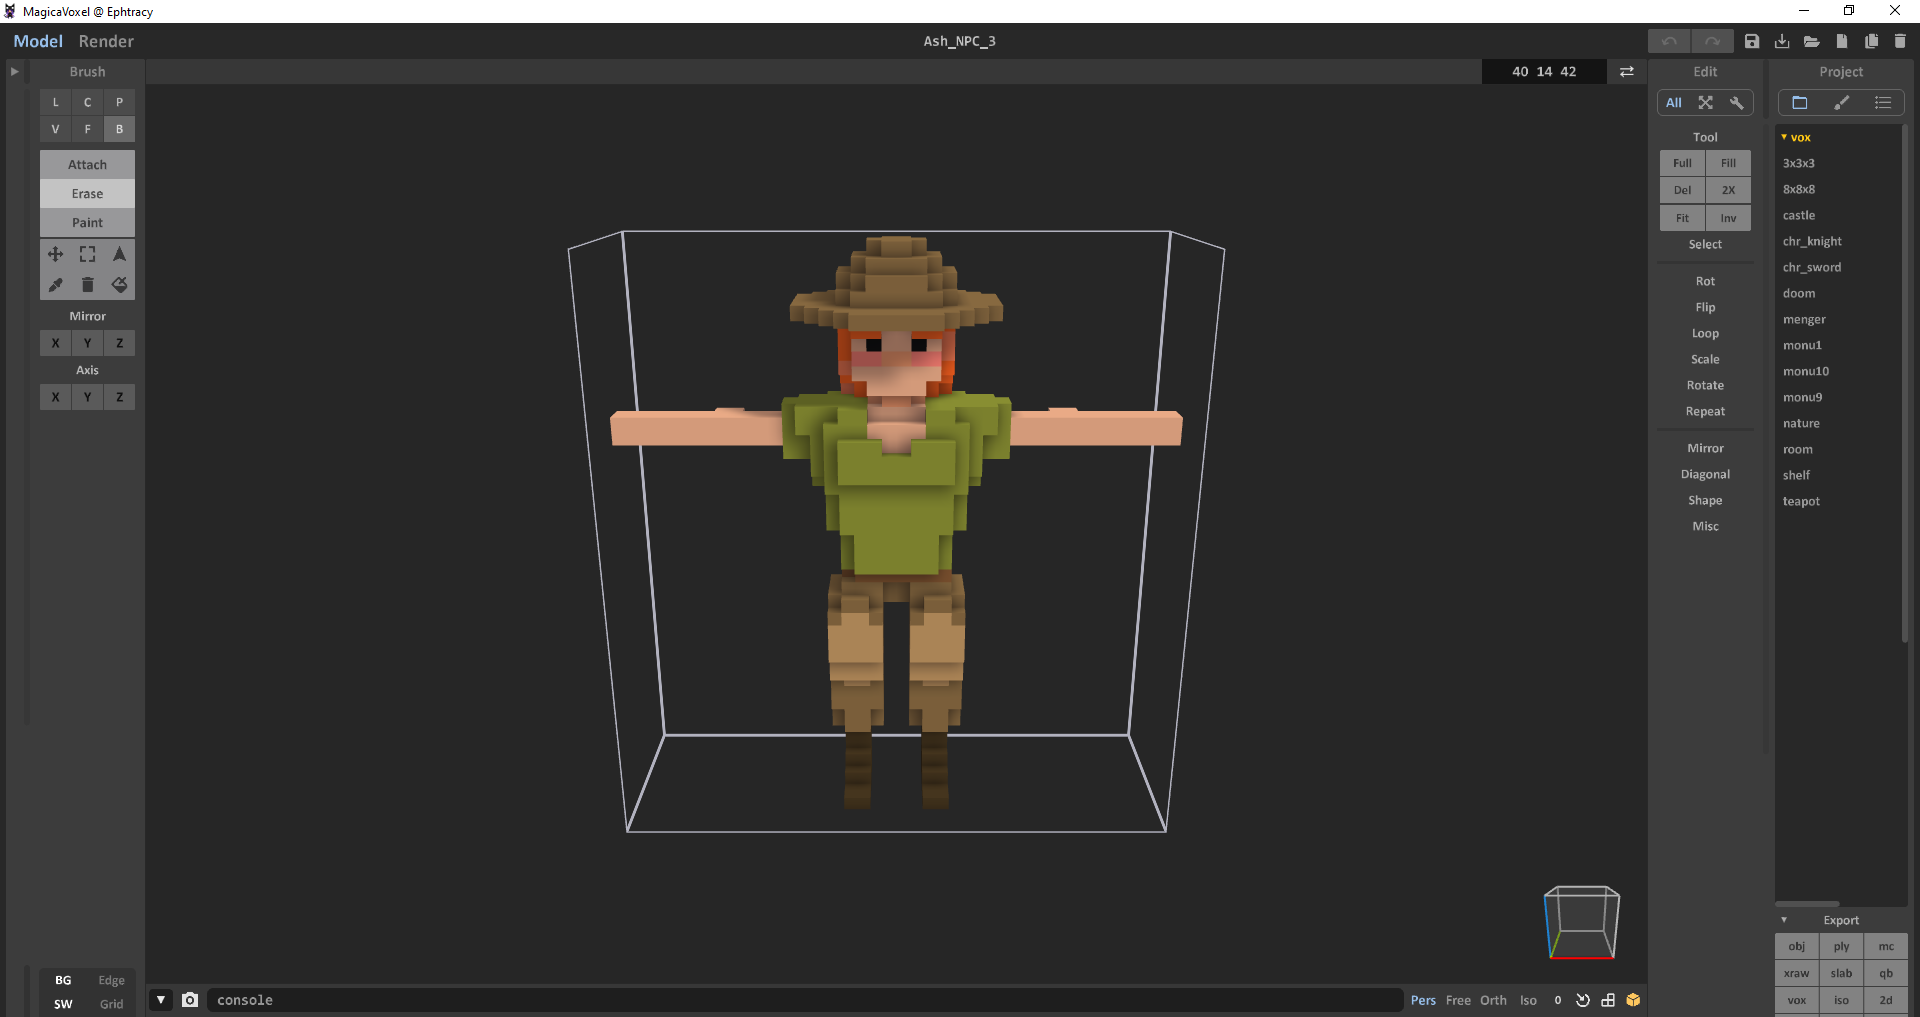 MagicaVoxel @ Ephtracy
Model Render
Ash_NPC_3
Brush
40 14 42
Edit
Project
L C P
V F B
All
Attach
Erase
Paint
Mirror
X Y Z
Axis
X Y Z
Tool
Full Fill
Del 2X
Fit Inv
Select
Rot
Flip
Loop
Scale
Rotate
Repeat
Mirror
Diagonal
Shape
Misc
vox
3x3x3
8x8x8
castle
chr_knight
chr_sword
doom
menger
monu1
monu10
monu9
nature
room
shelf
teapot
Export
obj ply mc
xraw slab qb
vox iso 2d
BG Edge
SW Grid
console
Pers Free Orth Iso 0